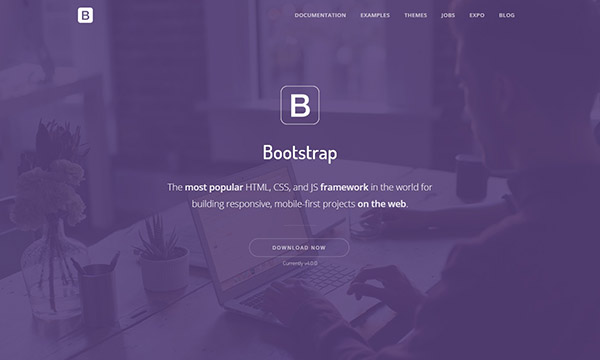 B
DOCUMENTATION EXAMPLES THEMES JOBS EXPO BLOG
B
Bootstrap
The most popular HTML, CSS, and JS framework in the world for
building responsive, mobile-first projects on the web.
DOWNLOAD NOW
Currently v4.0.0